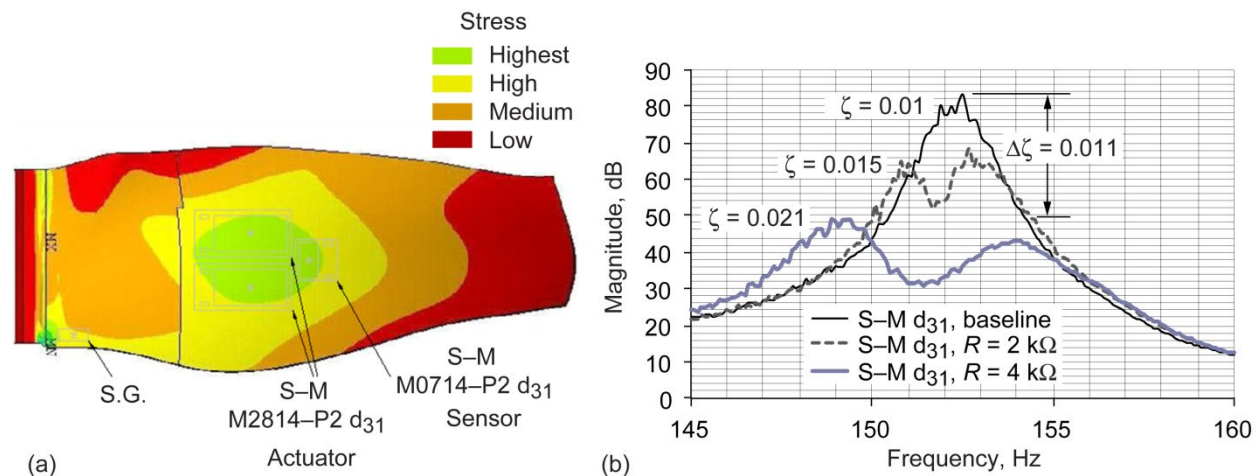 Stress
Highest
High
Medium
Low
S.G.
S–M
M2814–P2 d31
Actuator
S–M
M0714–P2 d31
Sensor
(a)
90
80
70
60
50
40
30
20
10
0
Magnitude, dB
ζ = 0.01
ζ = 0.015
ζ = 0.021
Δζ = 0.011
S–M d31, baseline
S–M d31, R = 2 kΩ
S–M d31, R = 4 kΩ
145 150 155 160
Frequency, Hz
(b)